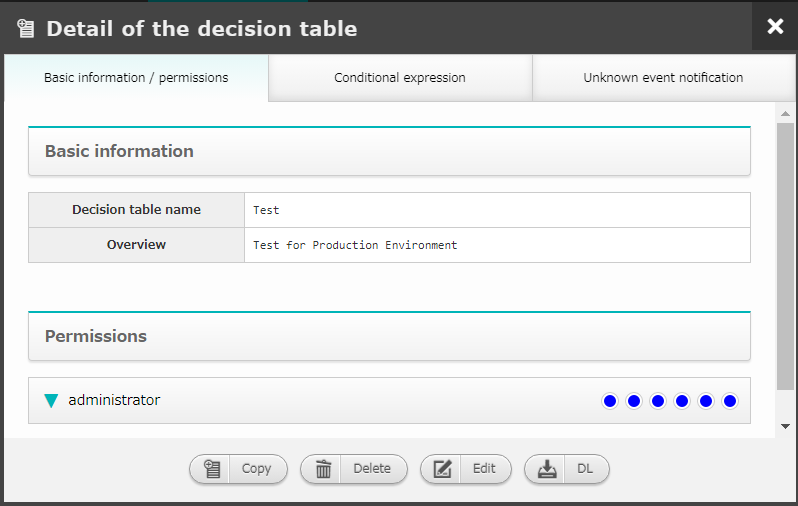 Detail of the decision table
Basic information / permissions
Conditional expression
Unknown event notification
Basic information
Decision table name
Test
Overview
Test for Production Environment
Permissions
administrator
Copy
Delete
Edit
DL